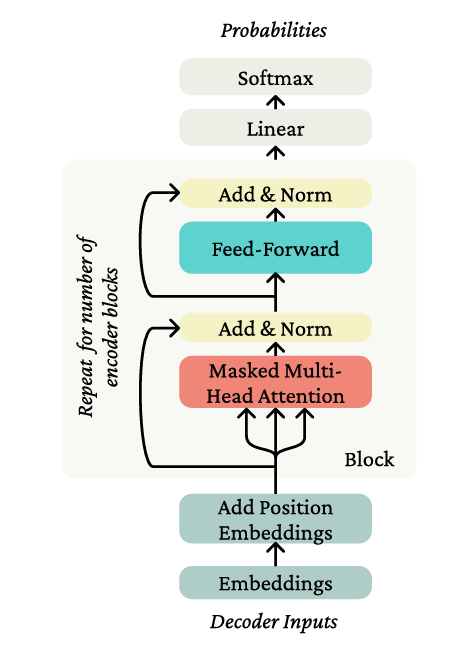 Probabilities
Softmax
Linear
Add & Norm
Feed-Forward
Repeat for number of
encoder blocks
Add & Norm
Masked Multi-
Head Attention
Block
Add Position
Embeddings
Embeddings
Decoder Inputs